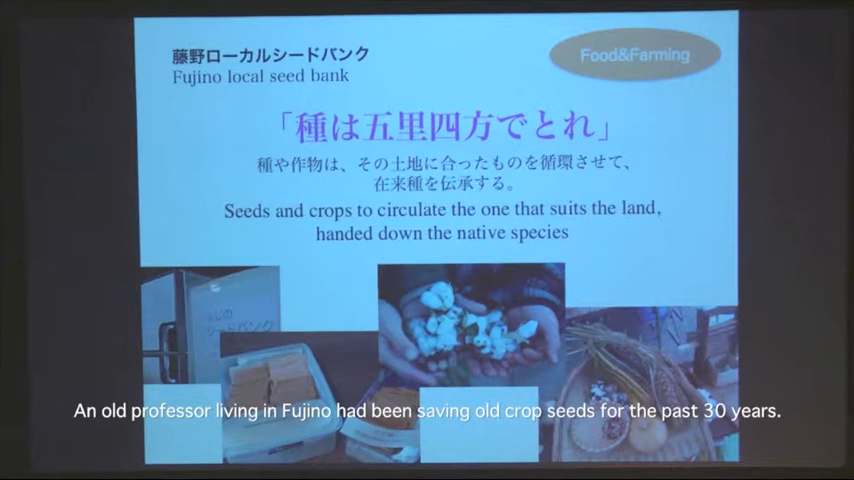 藤野ローカルシードバンク
Fujino local seed bank
Food&Farming
「種は五里四方でとれ」
種や作物は、その土地に合ったものを循環させて、
在来種を伝承する。
Seeds and crops to circulate the one that suits the land,
handed down the native species
シードバンク
An old professor living in Fujino had been saving old crop seeds for the past 30 years.